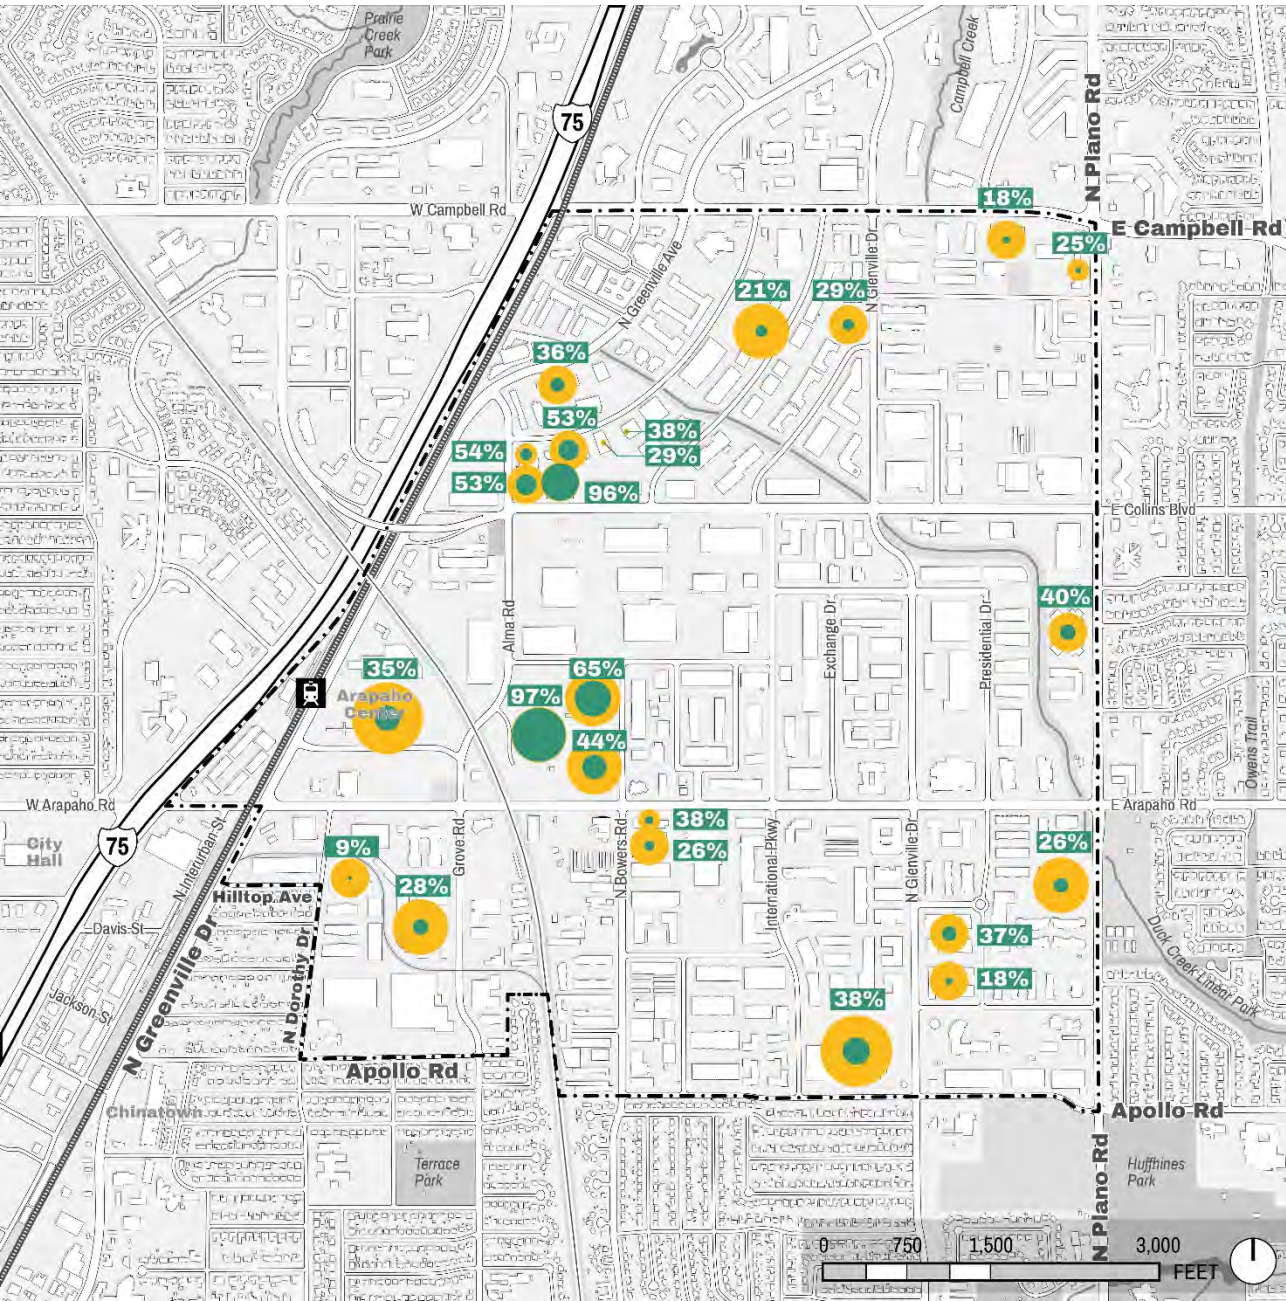 Prairie
Creek
Park
Campbell Creek
N Plano Rd
75
W Campbell Rd
18%
E Campbell Rd
25%
N Greenville Ave
N Glenville Dr
21%
29%
36%
53%
38%
54%
29%
53%
96%
E Collins Blvd
40%
Alma Rd
Exchange Dr
Presidential Dr
35%
65%
Arapaho
Center
97%
44%
Owens Trail
W Arapaho Rd
E Arapaho Rd
City
Hall
75
N Interurban St
9%
Grove Rd
N Bowers Rd
38%
26%
International Pkwy
N Glenville Dr
26%
28%
Hilltop Ave
Davis St
N Dorothy Dr
N Greenville Dr
37%
Duck Creek Linear Park
Jackson St
18%
38%
Apollo Rd
Chinatown
Apollo Rd
Terrace
Park
N Plano Rd
Huffhines
Park
0 750 1,500 3,000
FEET